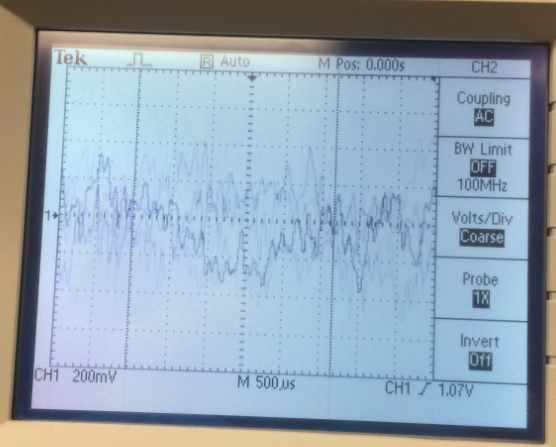 Tek R Auto M Pos: 0.000s CH2
Coupling
AC
BW Limit
OFF
100MHz
1
Volts/Div
Coarse
Probe
1X
Invert
Off
CH1 200mV M 500µs CH1 1.07V